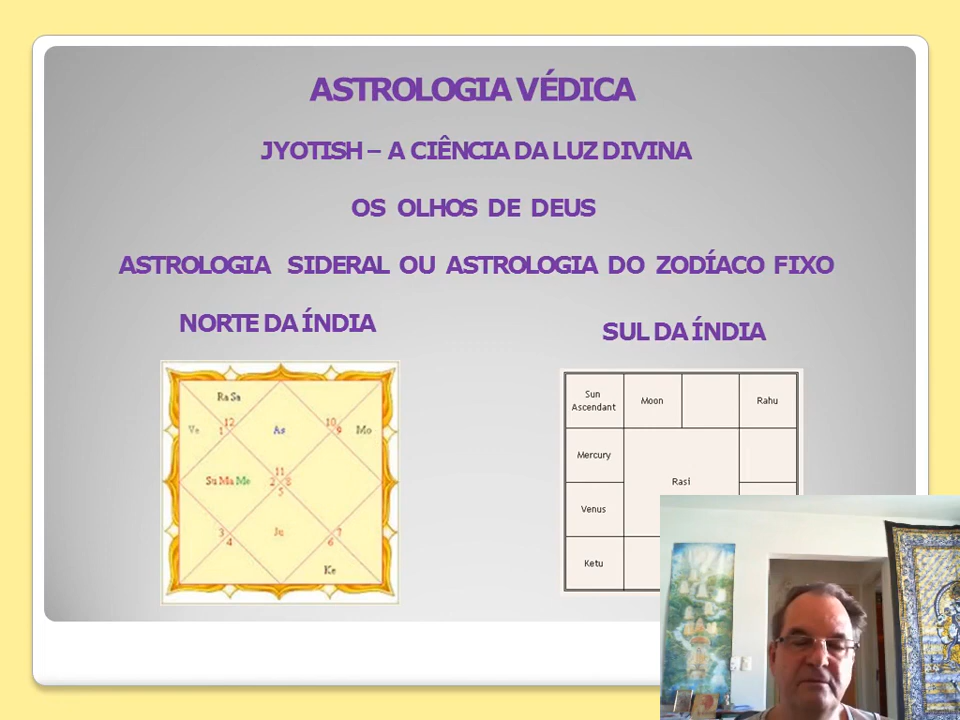 ASTROLOGIA VÉDICA
JYOTISH – A CIÊNCIA DA LUZ DIVINA
OS OLHOS DE DEUS
ASTROLOGIA SIDERAL OU ASTROLOGIA DO ZODÍACO FIXO
NORTE DA ÍNDIA
Ra Sa
Ve
12
1
As
10
9
Mo
Su Ma Me
11
2 8
5
3
4
Je
7
6
Ke
SUL DA ÍNDIA
Sun
Ascendant
Moon
Rahu
Mercury
Rasi
Venus
Ketu